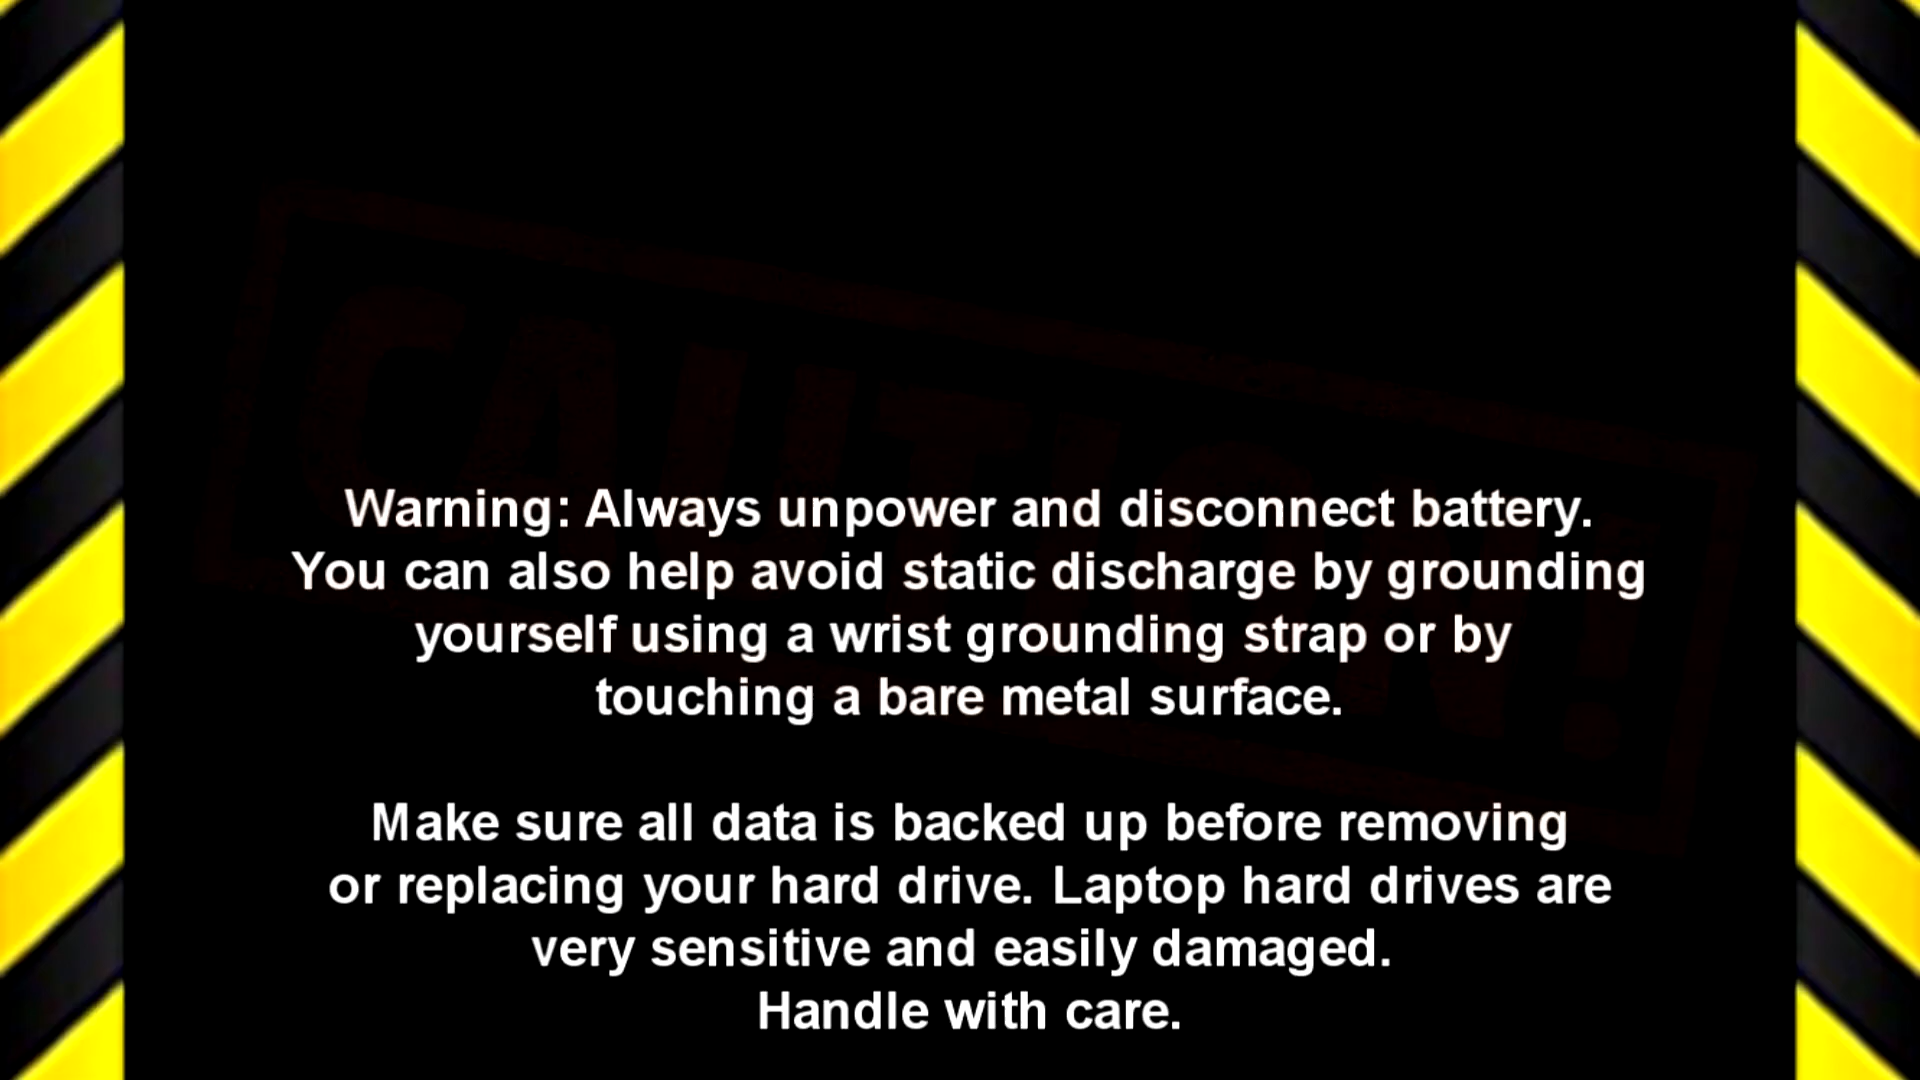 CAUTION!
Warning: Always unpower and disconnect battery.
You can also help avoid static discharge by grounding
yourself using a wrist grounding strap or by
touching a bare metal surface.
Make sure all data is backed up before removing
or replacing your hard drive. Laptop hard drives are
very sensitive and easily damaged.
Handle with care.